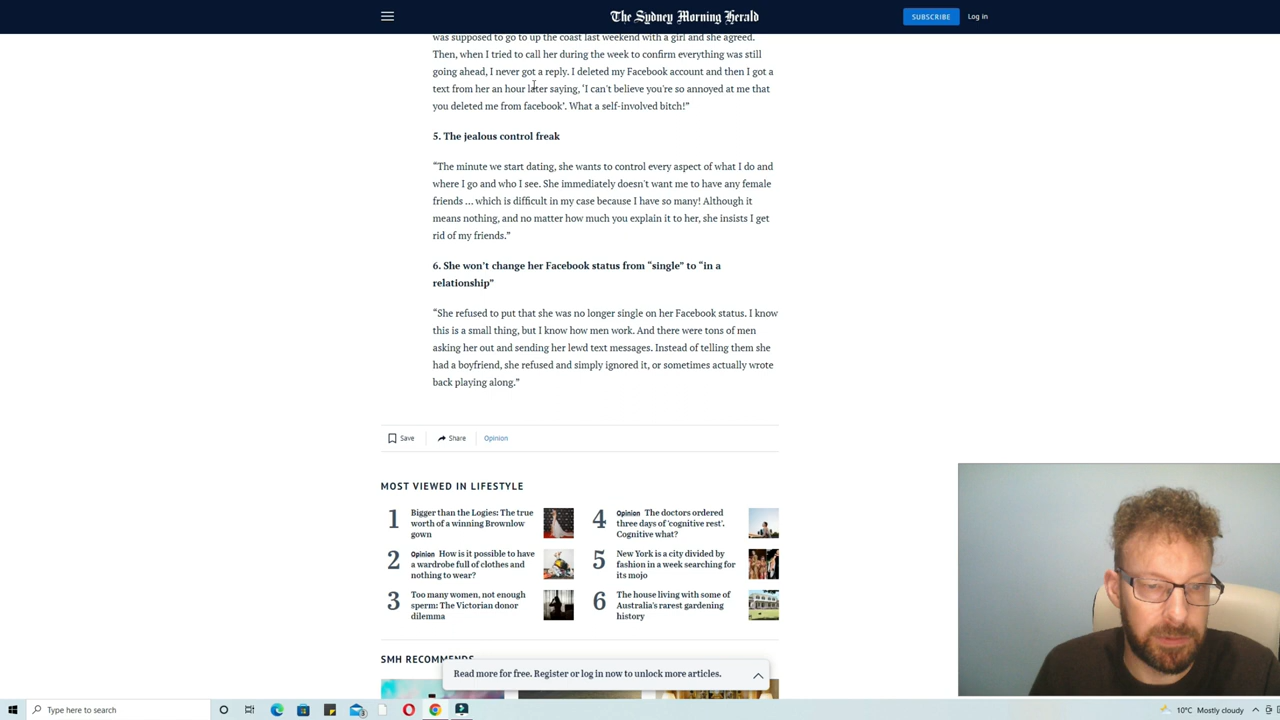 The Sydney Morning Herald
SUBSCRIBE
Log in
was supposed to go to up the coast last weekend with a girl and she agreed.
Then, when I tried to call her during the week to confirm everything was still
going ahead, I never got a reply. I deleted my Facebook account and then I got a
text from her an hour later saying, ‘I can't believe you're so annoyed at me that
you deleted me from facebook’. What a self-involved bitch!”
5. The jealous control freak
“The minute we start dating, she wants to control every aspect of what I do and
where I go and who I see. She immediately doesn't want me to have any female
friends ... which is difficult in my case because I have so many! Although it
means nothing, and no matter how much you explain it to her, she insists I get
rid of my friends.”
6. She won’t change her Facebook status from “single” to “in a
relationship”
“She refused to put that she was no longer single on her Facebook status. I know
this is a small thing, but I know how men work. And there were tons of men
asking her out and sending her lewd text messages. Instead of telling them she
had a boyfriend, she refused and simply ignored it, or sometimes actually wrote
back playing along.”
Save
Share
Opinion
MOST VIEWED IN LIFESTYLE
1
Bigger than the Logies: The true
worth of a winning Brownlow
gown
2
Opinion How is it possible to have
a wardrobe full of clothes and
nothing to wear?
3
Too many women, not enough
sperm: The Victorian donor
dilemma
4
Opinion The doctors ordered
three days of ‘cognitive rest’.
Cognitive what?
5
New York is a city divided by
fashion in a week searching for
its mojo
6
The house living with some of
Australia’s rarest gardening
history
SMH RECOMMENDS
Read more for free. Register or log in now to unlock more articles.
Type here to search
10°C Mostly cloudy